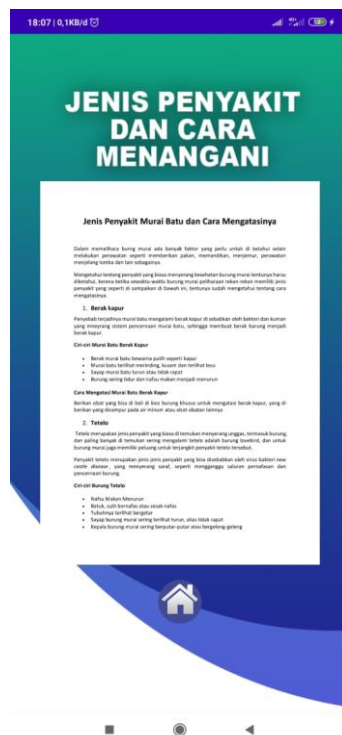 18:07 | 0,1KB/d
JENIS PENYAKIT
DAN CARA
MENANGANI
Jenis Penyakit Murai Batu dan Cara Mengatasinya
Dalam memelihara burng murai ada banyak faktor yang perlu untuk di ketahui selain
melakukan perawatan seperti memberikan pakan, memandikan, menjemur, perawatan
menjelang lomba dan lain sebagainya.
Mengetahui tentang penyakit yang biasa menyerang kesehatan burung murai tentunya harus
diketahui, kerena sewaktu-waktu burung murai peliharaan rekan rekan memiliki jenis
penyakit yang seperti di sampaikan di bawah ini, tentunya sudah mengetahui tentang cara
mengatasinya.
1. Berak kapur
Penyebab terjadinya murai batu mengalami berak kapur di sebabkan oleh bakteri dan kuman
yang mneyrang sistem pencernaan murai batu, sehingga membuat berak burung menjadi
berak kapur.
Ciri-ciri Murai Batu Berak Kapur
Berak murai batu bewarna putih seperti kapur
Murai batu terlihat merinding, kusam dan terlihat lesu
Sayap murai batu turun atau tidak rapat
Burung sering tidur dan nafsu makan menjadi menurun
Cara Mengatasi Murai Batu Berak Kapur
Berikan obat yang bisa di beli di kios burung khusus untuk mengatasi berak kapur, yang di
berikan yang dicampur pada air minum atau obat obatan lainnya
2. Tetelo
Tetelo merupakan jenis penyakit yang biasa di temukan menyerang unggas, termasuk burung,
dan paling banyak di temukan sering mengalami tetelo adalah burung lovebird, dan untuk
burung murai juga memiliki peluang untuk terjangkit penyakit tetelo tersebut.
Penyakit tetelo merupakan jenis jenis penyakit yang bisa disebabkan oleh virus bakteri new
castle disease, yang menyerang saraf, seperti mengganggu saluran pernafasan dan
pencernaan burung.
Ciri-ciri Burung Tetelo
Nafsu Makan Menurun
Batuk, sulit bernafas atau sesak nafas
Tubuhnya terlihat bergetar
Sayap burung murai sering terlihat turun, alias tidak rapat
Kepala burung murai sering berputar-putar atau bergeleng-geleng